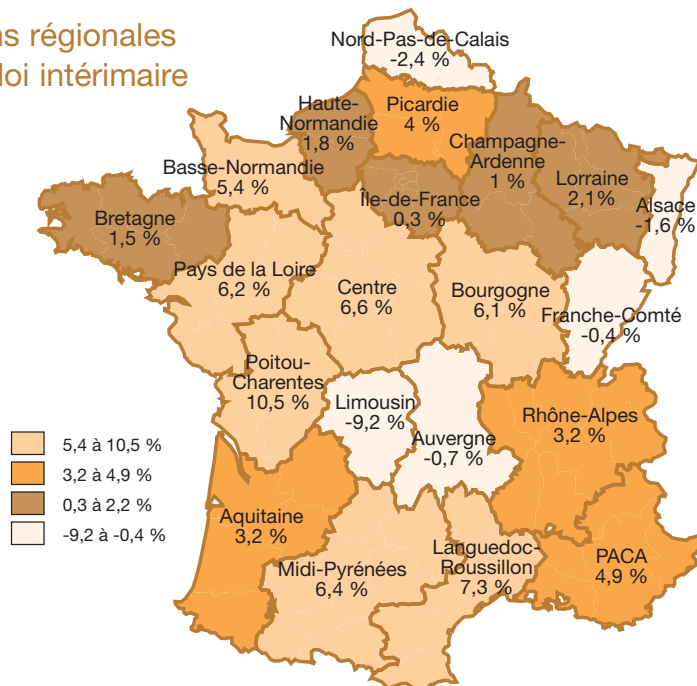 ns régionales
loi intérimaire
Nord-Pas-de-Calais
-2,4 %
Haute-
Normandie
1,8 %
Picardie
4 %
Champagne-
Ardenne
1 %
Basse-Normandie
5,4 %
Île-de-France
0,3 %
Lorraine
2,1%
Alsace
-1,6 %
Bretagne
1,5 %
Pays de la Loire
6,2 %
Centre
6,6 %
Bourgogne
6,1 %
Franche-Comté
-0,4 %
Poitou-
Charentes
10,5 %
Limousin
-9,2 %
Auvergne
-0,7 %
Rhône-Alpes
3,2 %
5,4 à 10,5 %
3,2 à 4,9 %
0,3 à 2,2 %
-9,2 à -0,4 %
Aquitaine
3,2 %
Midi-Pyrénées
6,4 %
Languedoc-
Roussillon
7,3 %
PACA
4,9 %